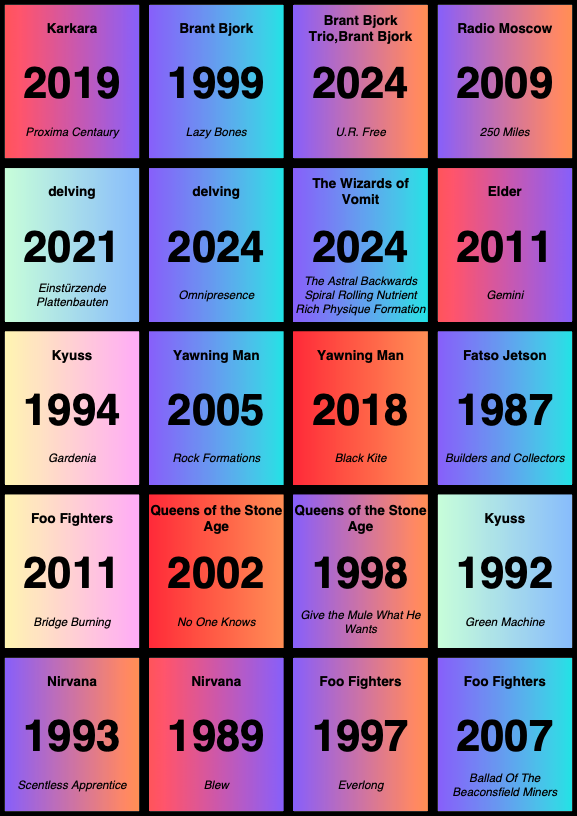 Karkara
2019
Proxima Centaury
Brant Bjork
1999
Lazy Bones
Brant Bjork
Trio,Brant Bjork
2024
U.R. Free
Radio Moscow
2009
250 Miles
delving
2021
Einstürzende
Plattenbauten
delving
2024
Omnipresence
The Wizards of
Vomit
2024
The Astral Backwards
Spiral Rolling Nutrient
Rich Physique Formation
Elder
2011
Gemini
Kyuss
1994
Gardenia
Yawning Man
2005
Rock Formations
Yawning Man
2018
Black Kite
Fatso Jetson
1987
Builders and Collectors
Foo Fighters
2011
Bridge Burning
Queens of the Stone
Age
2002
No One Knows
Queens of the Stone
Age
1998
Give the Mule What He
Wants
Kyuss
1992
Green Machine
Nirvana
1993
Scentless Apprentice
Nirvana
1989
Blew
Foo Fighters
1997
Everlong
Foo Fighters
2007
Ballad Of The
Beaconsfield Miners